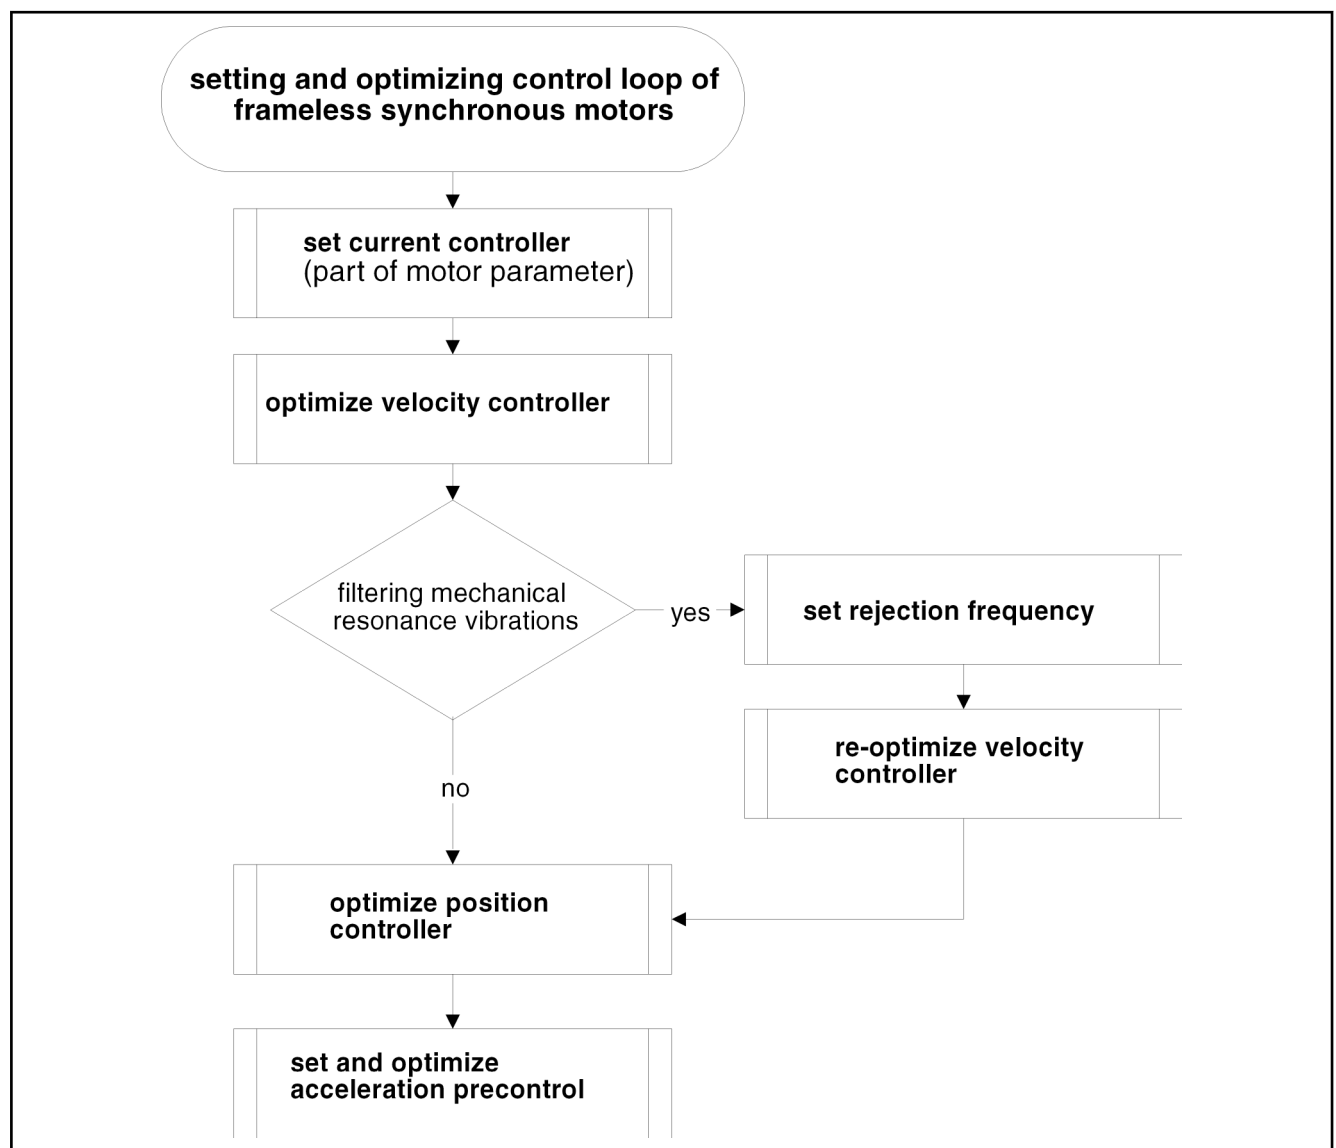 setting and optimizing control loop of
frameless synchronous motors
set current controller
(part of motor parameter)
optimize velocity controller
filtering mechanical
resonance vibrations
yes
set rejection frequency
re-optimize velocity
controller
no
optimize position
controller
set and optimize
acceleration precontrol